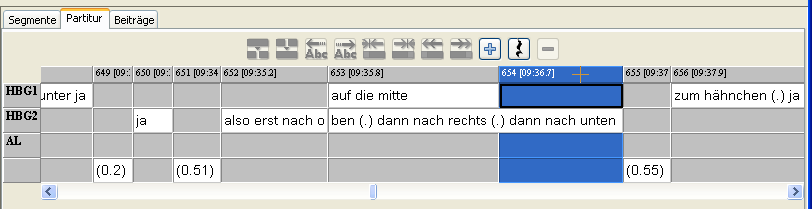 Segmente Partitur Beiträge
Abc Abc
649 [09: 650 [09: 651 [09:34 652 [09:35.2] 653 [09:35.8] 654 [09:36.7] 655 [09:37 656 [09:37.9]
HBG1 unter ja auf die mitte zum hähnchen (.) ja
HBG2 ja also erst nach o ben (.) dann nach rechts (.) dann nach unten
AL
(0.2) (0.51) (0.55)